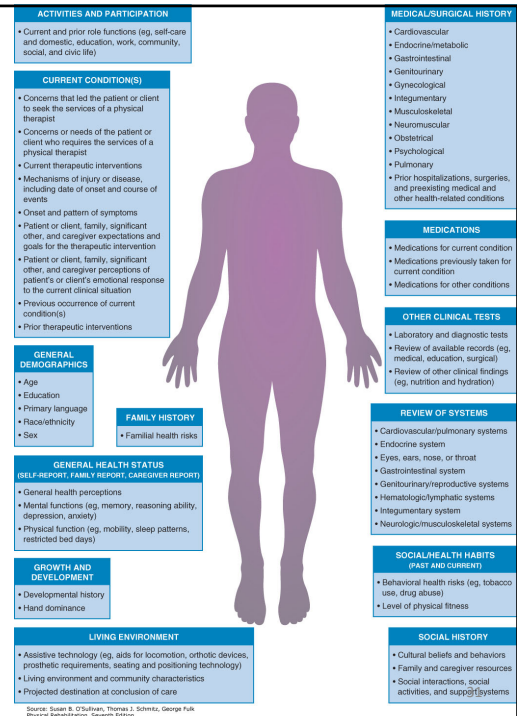 ACTIVITIES AND PARTICIPATION
• Current and prior role functions (eg, self-care
and domestic, education, work, community,
social, and civic life)
CURRENT CONDITION(S)
• Concerns that led the patient or client
to seek the services of a physical
therapist
• Concerns or needs of the patient or
client who requires the services of a
physical therapist
• Current therapeutic interventions
• Mechanisms of injury or disease,
including date of onset and course of
events
• Onset and pattern of symptoms
• Patient or client, family, significant
other, and caregiver expectations and
goals for the therapeutic intervention
• Patient or client, family, significant
other, and caregiver perceptions of
patient's or client's emotional response
to the current clinical situation
• Previous occurrence of current
condition(s)
• Prior therapeutic interventions
GENERAL
DEMOGRAPHICS
• Age
• Education
• Primary language
• Race/ethnicity
• Sex
FAMILY HISTORY
• Familial health risks
GENERAL HEALTH STATUS
(SELF-REPORT, FAMILY REPORT, CAREGIVER REPORT)
• General health perceptions
• Mental functions (eg, memory, reasoning ability,
depression, anxiety)
• Physical function (eg, mobility, sleep patterns,
restricted bed days)
GROWTH AND
DEVELOPMENT
• Developmental history
• Hand dominance
LIVING ENVIRONMENT
• Assistive technology (eg, aids for locomotion, orthotic devices,
prosthetic requirements, seating and positioning technology)
• Living environment and community characteristics
• Projected destination at conclusion of care
MEDICAL/SURGICAL HISTORY
• Cardiovascular
• Endocrine/metabolic
• Gastrointestinal
• Genitourinary
• Gynecological
• Integumentary
• Musculoskeletal
• Neuromuscular
• Obstetrical
• Psychological
• Pulmonary
• Prior hospitalizations, surgeries,
and preexisting medical and
other health-related conditions
MEDICATIONS
• Medications for current condition
• Medications previously taken for
current condition
• Medications for other conditions
OTHER CLINICAL TESTS
• Laboratory and diagnostic tests
• Review of available records (eg,
medical, education, surgical)
• Review of other clinical findings
(eg, nutrition and hydration)
REVIEW OF SYSTEMS
• Cardiovascular/pulmonary systems
• Endocrine system
• Eyes, ears, nose, or throat
• Gastrointestinal system
• Genitourinary/reproductive systems
• Hematologic/lymphatic systems
• Integumentary system
• Neurologic/musculoskeletal systems
SOCIAL/HEALTH HABITS
(PAST AND CURRENT)
• Behavioral health risks (eg, tobacco
use, drug abuse)
• Level of physical fitness
SOCIAL HISTORY
• Cultural beliefs and behaviors
• Family and caregiver resources
• Social interactions, social
activities, and support systems
31
Source: Susan B. O'Sullivan, Thomas J. Schmitz, George Fulk
Physical Rehabilitation, Seventh Edition